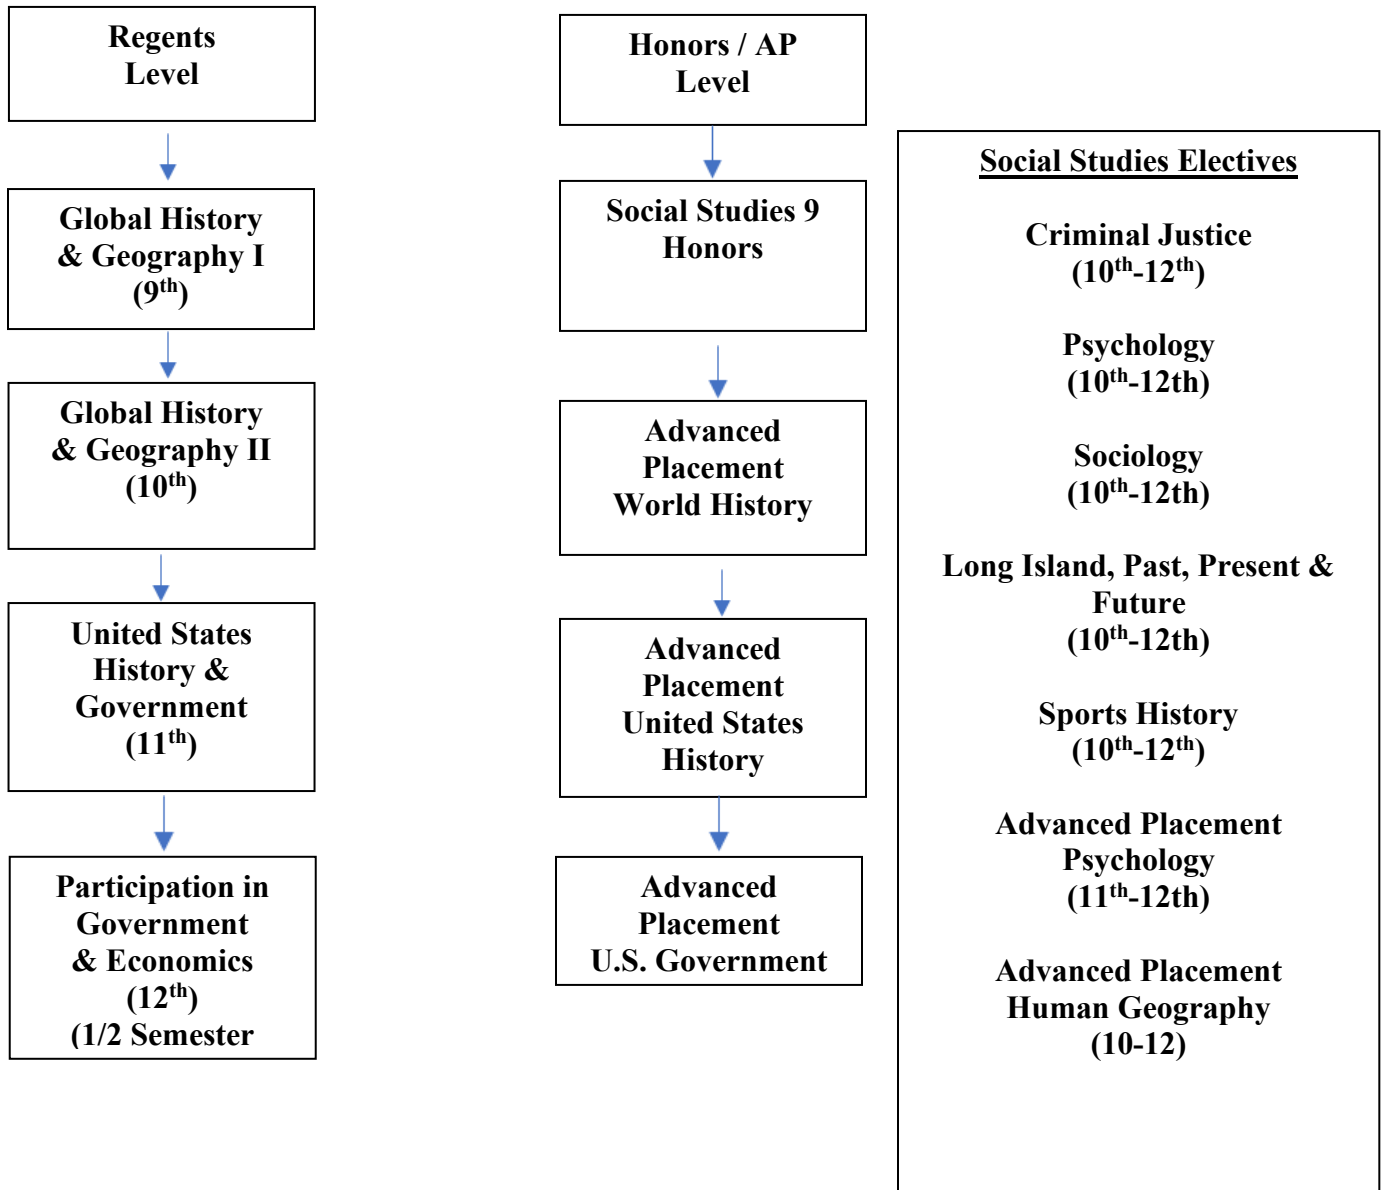 Regents
Level
Global History
& Geography I
(9th)
Global History
& Geography II
(10th)
United States
History &
Government
(11th)
Participation in
Government
& Economics
(12th)
(1/2 Semester
Honors / AP
Level
Social Studies 9
Honors
Advanced
Placement
World History
Advanced
Placement
United States
History
Advanced
Placement
U.S. Government
Social Studies Electives
Criminal Justice
(10th-12th)
Psychology
(10th-12th)
Sociology
(10th-12th)
Long Island, Past, Present &
Future
(10th-12th)
Sports History
(10th-12th)
Advanced Placement
Psychology
(11th-12th)
Advanced Placement
Human Geography
(10-12)